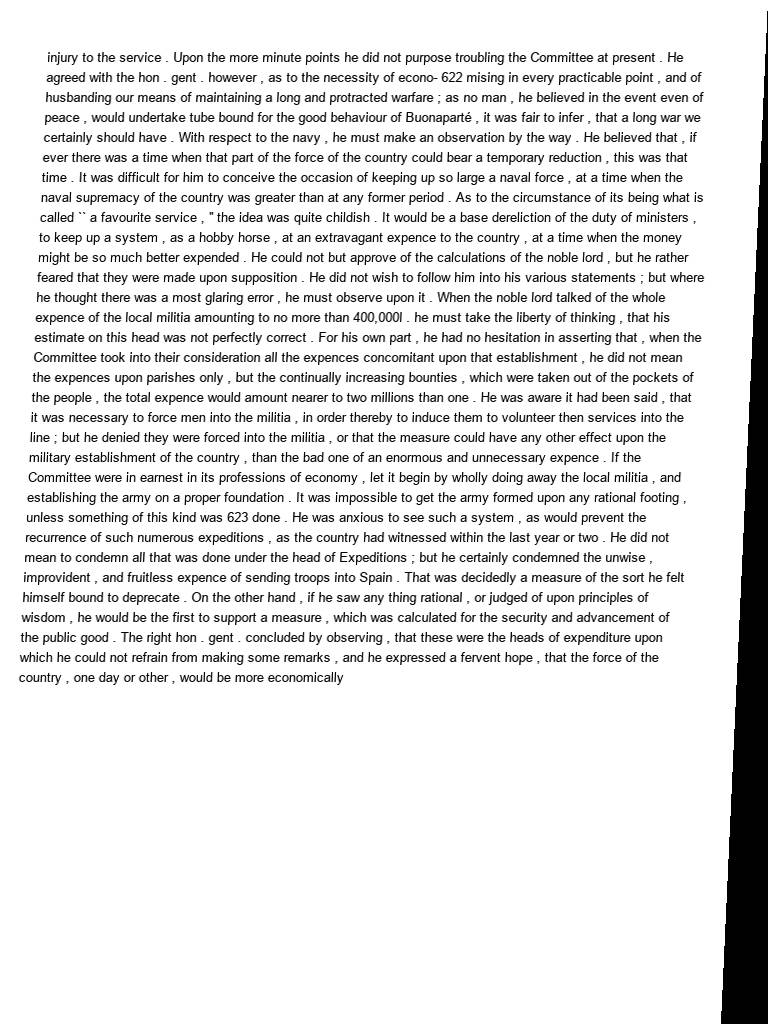 injury to the service . Upon the more minute points he did not purpose troubling the Committee at present . He
agreed with the hon . gent . however , as to the necessity of econo- 622 mising in every practicable point , and of
husbanding our means of maintaining a long and protracted warfare ; as no man , he believed in the event even of
peace , would undertake tube bound for the good behaviour of Buonaparté , it was fair to infer , that a long war we
certainly should have . With respect to the navy , he must make an observation by the way . He believed that , if
ever there was a time when that part of the force of the country could bear a temporary reduction , this was that
time . It was difficult for him to conceive the occasion of keeping up so large a naval force , at a time when the
naval supremacy of the country was greater than at any former period . As to the circumstance of its being what is
called `` a favourite service , " the idea was quite childish . It would be a base dereliction of the duty of ministers ,
to keep up a system , as a hobby horse , at an extravagant expence to the country , at a time when the money
might be so much better expended . He could not but approve of the calculations of the noble lord , but he rather
feared that they were made upon supposition . He did not wish to follow him into his various statements ; but where
he thought there was a most glaring error , he must observe upon it . When the noble lord talked of the whole
expence of the local militia amounting to no more than 400,000l . he must take the liberty of thinking , that his
estimate on this head was not perfectly correct . For his own part , he had no hesitation in asserting that , when the
Committee took into their consideration all the expences concomitant upon that establishment , he did not mean
the expences upon parishes only , but the continually increasing bounties , which were taken out of the pockets of
the people , the total expence would amount nearer to two millions than one . He was aware it had been said , that
it was necessary to force men into the militia , in order thereby to induce them to volunteer then services into the
line ; but he denied they were forced into the militia , or that the measure could have any other effect upon the
military establishment of the country , than the bad one of an enormous and unnecessary expence . If the
Committee were in earnest in its professions of economy , let it begin by wholly doing away the local militia , and
establishing the army on a proper foundation . It was impossible to get the army formed upon any rational footing ,
unless something of this kind was 623 done . He was anxious to see such a system , as would prevent the
recurrence of such numerous expeditions , as the country had witnessed within the last year or two . He did not
mean to condemn all that was done under the head of Expeditions ; but he certainly condemned the unwise ,
improvident , and fruitless expence of sending troops into Spain . That was decidedly a measure of the sort he felt
himself bound to deprecate . On the other hand , if he saw any thing rational , or judged of upon principles of
wisdom , he would be the first to support a measure , which was calculated for the security and advancement of
the public good . The right hon . gent . concluded by observing , that these were the heads of expenditure upon
which he could not refrain from making some remarks , and he expressed a fervent hope , that the force of the
country , one day or other , would be more economically